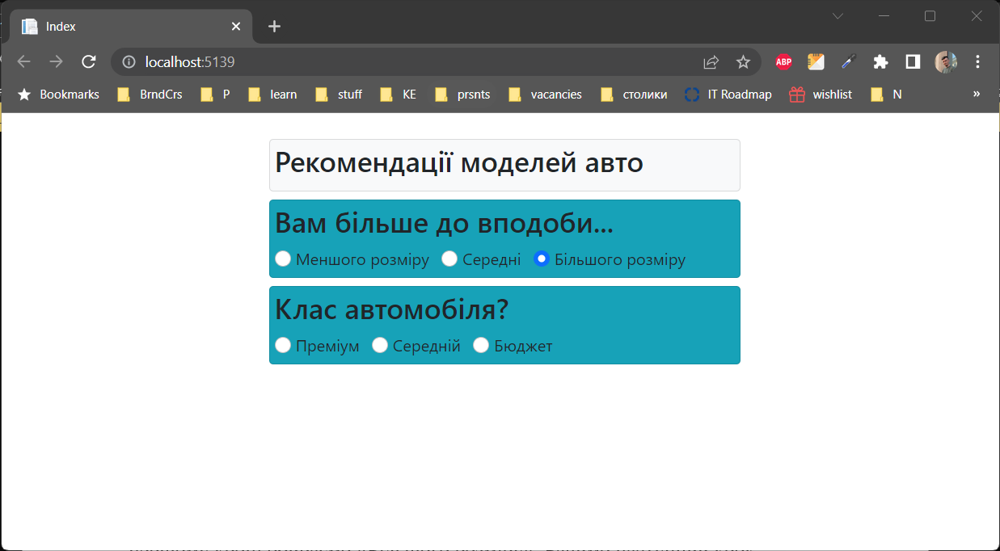 Index
localhost:5139
ABP
Bookmarks BrndCrs P learn stuff KE prsnts vacancies столики IT Roadmap wishlist N »
Рекомендації моделей авто
Вам більше до вподоби...
Меншого розміру Середні Більшого розміру
Клас автомобіля?
Преміум Середній Бюджет